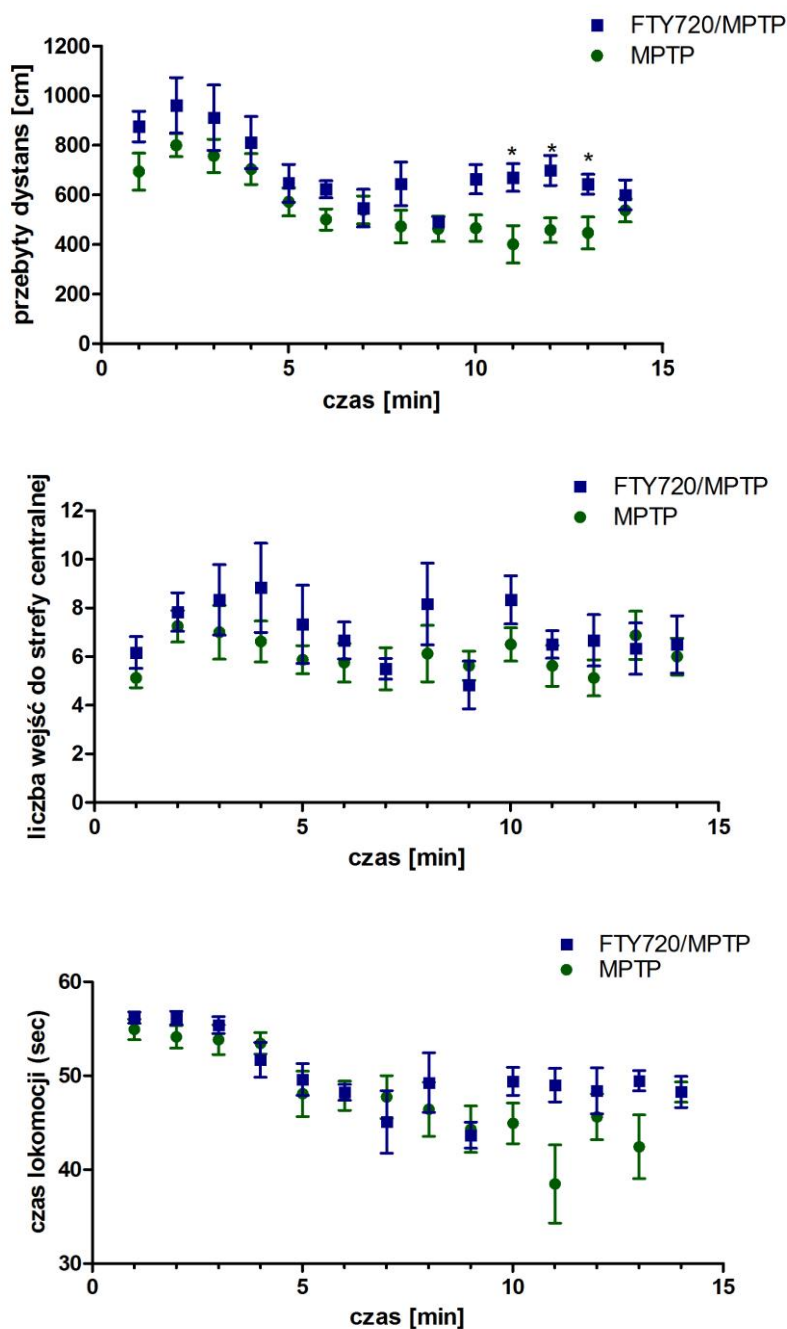 FTY720/MPTP
MPTP
1200
1000
800
600
400
200
0
przebyty dystans [cm]
* * *
0 5 10 15
czas [min]
FTY720/MPTP
MPTP
12
10
8
6
4
2
0
liczba wejść do strefy centralnej
0 5 10 15
czas [min]
FTY720/MPTP
MPTP
60
50
40
30
czas lokomocji (sec)
0 5 10 15
czas [min]